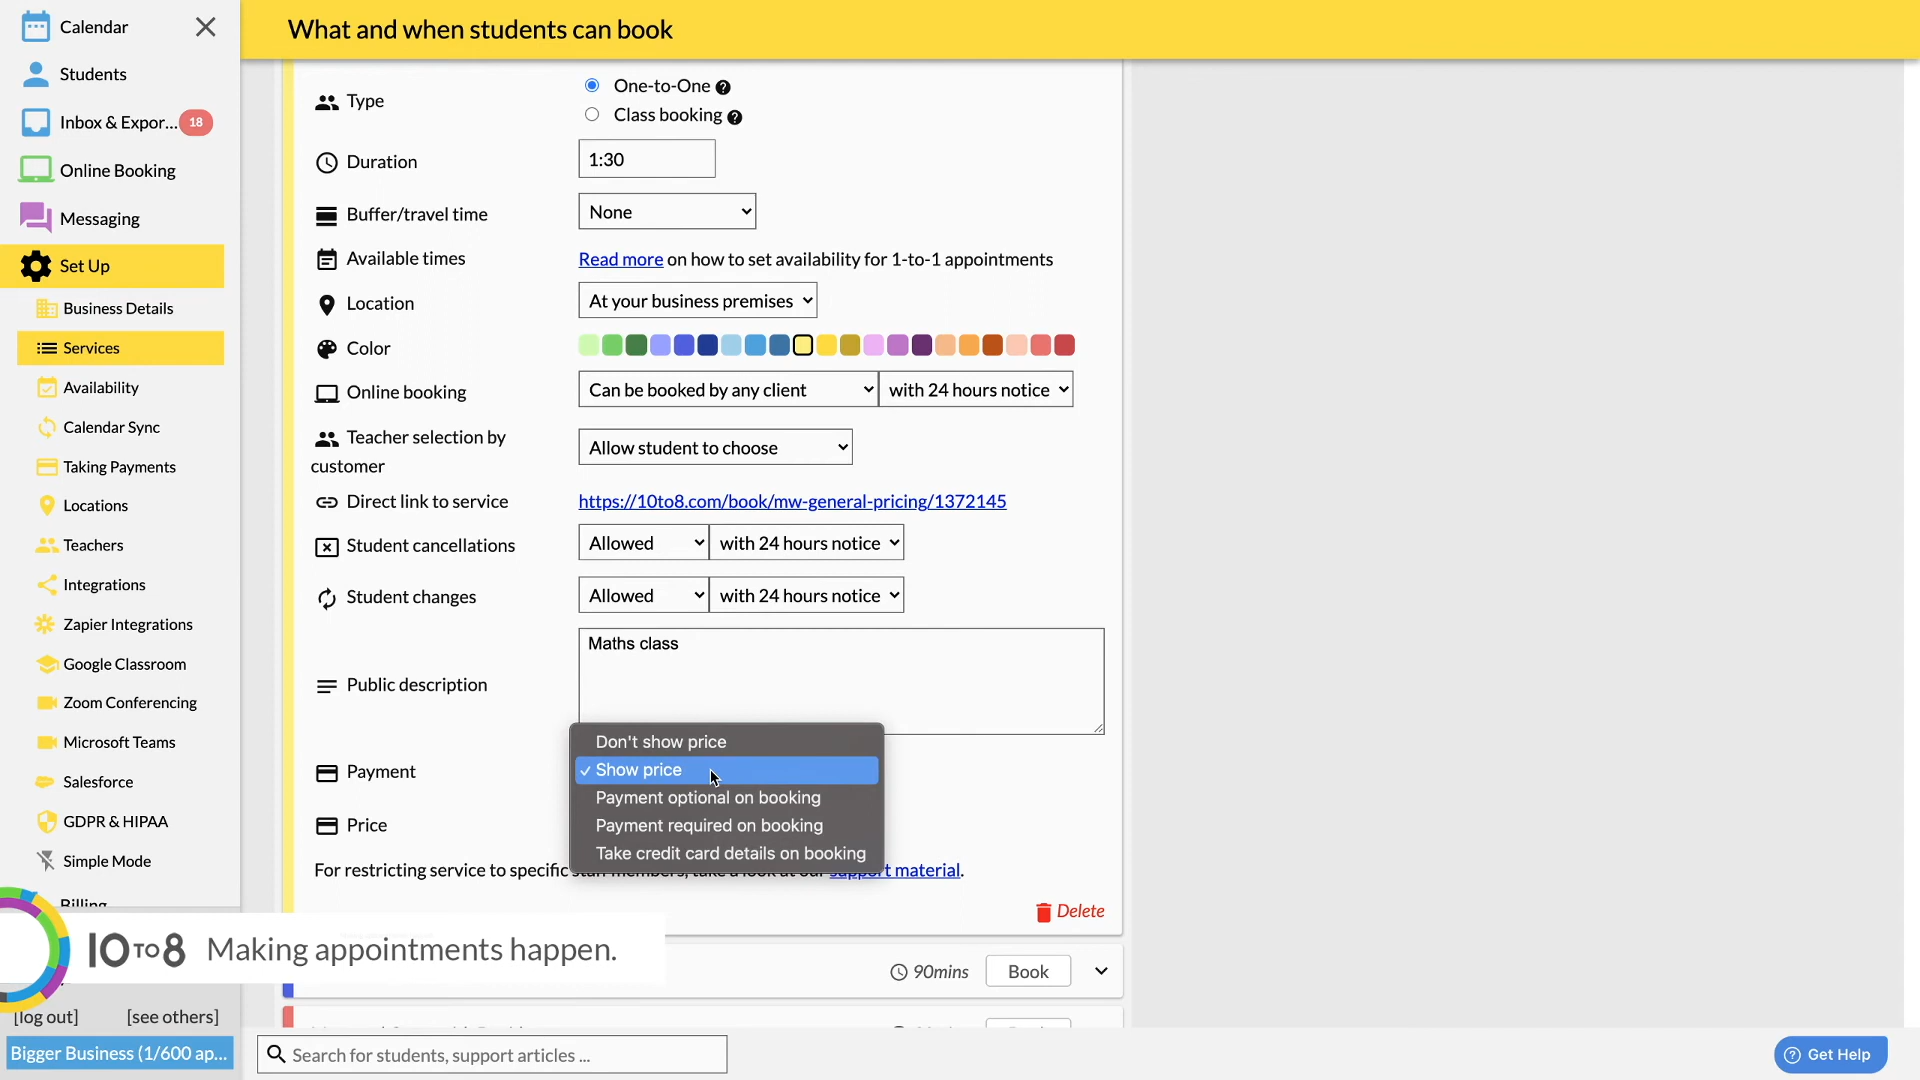 Calendar
Students
Inbox & Expor... 18
Online Booking
Messaging
Set Up
Business Details
Services
Availability
Calendar Sync
Taking Payments
Locations
Teachers
Integrations
Zapier Integrations
Google Classroom
Zoom Conferencing
Microsoft Teams
Salesforce
GDPR & HIPAA
Simple Mode
Billing
[log out] [see others]
Bigger Business (1/600 ap...
What and when students can book
Type
One-to-One ?
Class booking ?
Duration 1:30
Buffer/travel time None
Available times Read more on how to set availability for 1-to-1 appointments
Location At your business premises
Color
Online booking Can be booked by any client with 24 hours notice
Teacher selection by
customer
Allow student to choose
Direct link to service https://10to8.com/book/mw-general-pricing/1372145
Student cancellations Allowed with 24 hours notice
Student changes Allowed with 24 hours notice
Public description
Maths class
Payment
Don't show price
✓ Show price
Payment optional on booking
Payment required on booking
Take credit card details on booking
Price
For restricting service to specific staff members, take a look at our support material.
Delete
90mins Book
10TO8 Making appointments happen.
Search for students, support articles ...
? Get Help